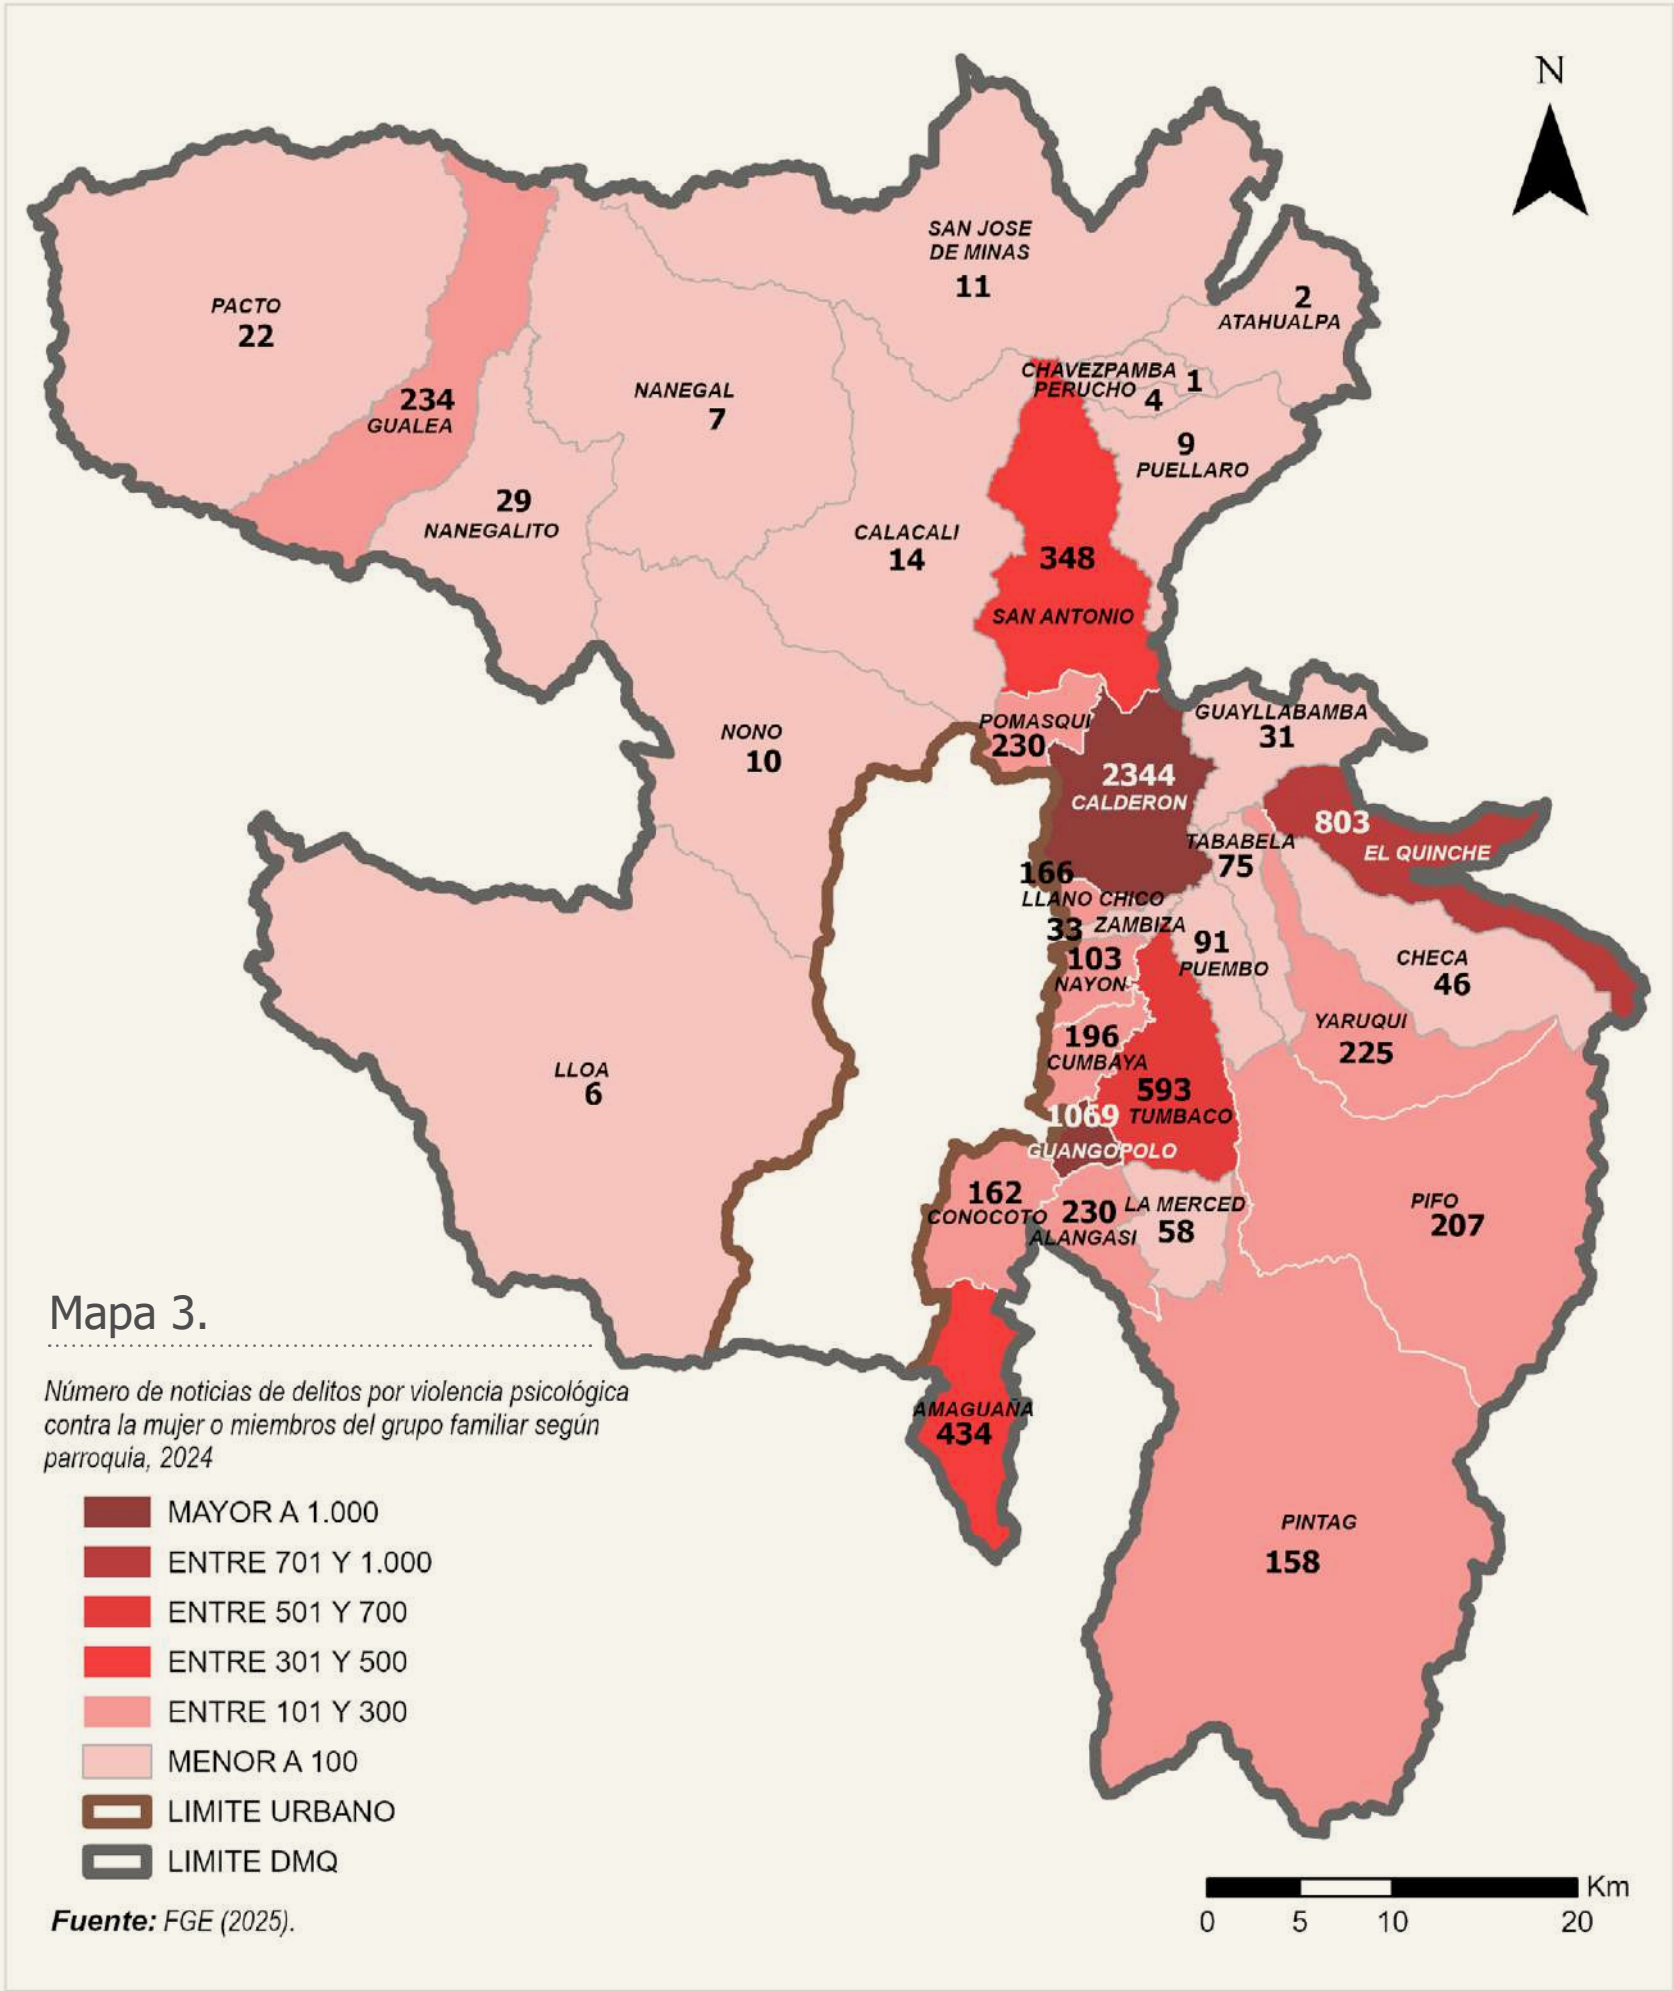 N
SAN JOSE
DE MINAS
11
2
ATAHUALPA
PACTO
22
CHAVEZPAMBA
1
PERUCHO
4
NANEGAL
7
234
GUALEA
9
PUELLARO
29
NANEGALITO
CALACALI
14
348
SAN ANTONIO
GUAYLLABAMBA
31
POMASQUI
230
NONO
10
2344
CALDERON
803
EL QUINCHE
TABABELA
75
166
LLANO CHICO
33
ZAMBIZA
91
PUEMBO
103
NAYON
CHECA
46
YARUQUI
225
196
CUMBAYA
LLOA
6
593
TUMBACO
1069
GUANGOPOLO
162
CONOCOTO
230
ALANGASI
LA MERCED
58
PIFO
207
AMAGUAÑA
434
PINTAG
158
Mapa 3.
Número de noticias de delitos por violencia psicológica
contra la mujer o miembros del grupo familiar según
parroquia, 2024
MAYOR A 1.000
ENTRE 701 Y 1.000
ENTRE 501 Y 700
ENTRE 301 Y 500
ENTRE 101 Y 300
MENOR A 100
LIMITE URBANO
LIMITE DMQ
Fuente: FGE (2025).
Km
0 5 10 20